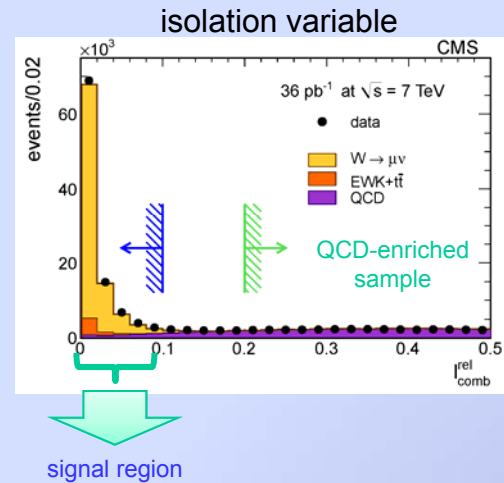 isolation variable
×10³
CMS
events/0.02
60
40
20
0
36 pb⁻¹ at √s = 7 TeV
data
W → μν
EWK+tt̄
QCD
QCD-enriched
sample
0
0.1
0.2
0.3
0.4
0.5
I^rel_comb
signal region